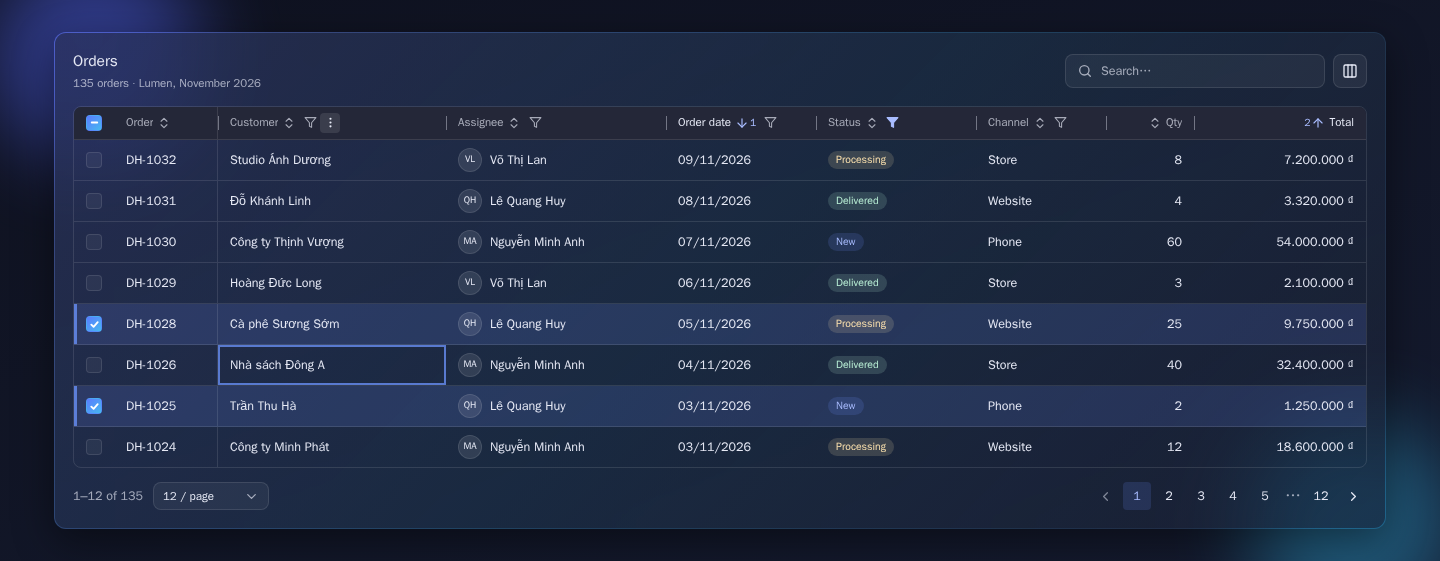 Orders
135 orders · Lumen, November 2026
Search···
Order Customer Assignee Order date 1 Status Channel Qty 2 Total
DH-1032 Studio Ánh Dương VL Võ Thị Lan 09/11/2026 Processing Store 8 7.200.000 ₫
DH-1031 Đỗ Khánh Linh QH Lê Quang Huy 08/11/2026 Delivered Website 4 3.320.000 ₫
DH-1030 Công ty Thịnh Vượng MA Nguyễn Minh Anh 07/11/2026 New Phone 60 54.000.000 ₫
DH-1029 Hoàng Đức Long VL Võ Thị Lan 06/11/2026 Delivered Store 3 2.100.000 ₫
DH-1028 Cà phê Sương Sớm QH Lê Quang Huy 05/11/2026 Processing Website 25 9.750.000 ₫
DH-1026 Nhà sách Đông A MA Nguyễn Minh Anh 04/11/2026 Delivered Store 40 32.400.000 ₫
DH-1025 Trần Thu Hà QH Lê Quang Huy 03/11/2026 New Phone 2 1.250.000 ₫
DH-1024 Công ty Minh Phát MA Nguyễn Minh Anh 03/11/2026 Processing Website 12 18.600.000 ₫
1–12 of 135 12 / page 1 2 3 4 5 ··· 12